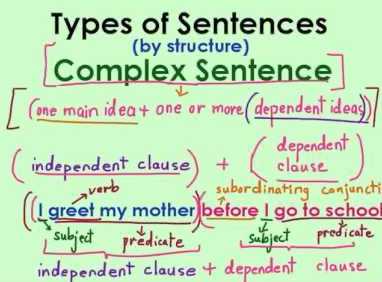 Types of Sentences
(by structure)
Complex Sentence
(one main idea + one or more (dependent ideas))
(independent clause) + (dependent clause)
verb subordinating conjuncti
((I greet my mother)(before I go to school
subject predicate subject predicate
independent clause + dependent clause